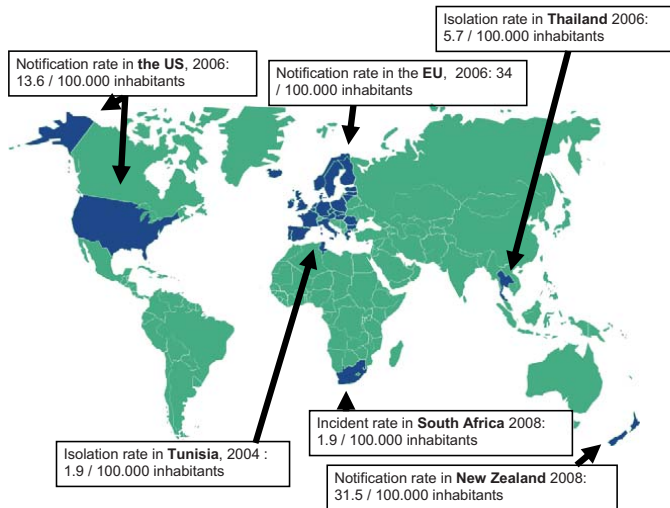 Isolation rate in Thailand 2006:
5.7 / 100.000 inhabitants
Notification rate in the US, 2006:
13.6 / 100.000 inhabitants
Notification rate in the EU, 2006: 34
/ 100.000 inhabitants
Isolation rate in Tunisia, 2004 :
1.9 / 100.000 inhabitants
Incident rate in South Africa 2008:
1.9 / 100.000 inhabitants
Notification rate in New Zealand 2008:
31.5 / 100.000 inhabitants